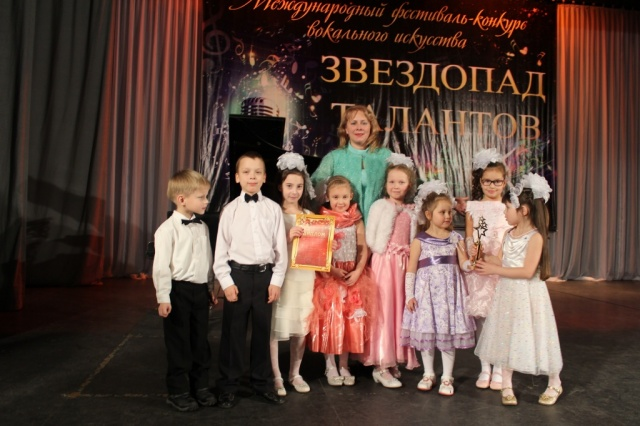 Международный фестиваль-конкурс
вокального искусства
ЗВЕЗДОПАД
ТАЛАНТОВ